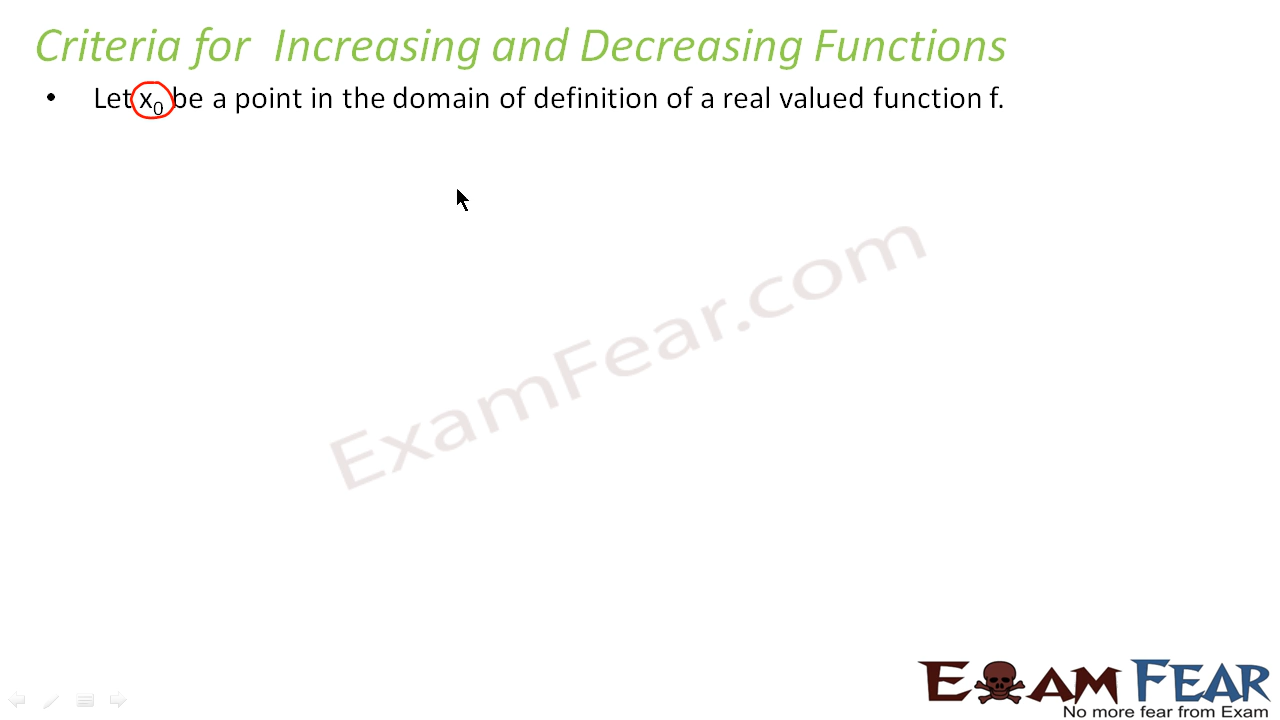 Criteria for Increasing and Decreasing Functions
• Let x₀ be a point in the domain of definition of a real valued function f.
ExamFear.com
EXAM FEAR
No more fear from Exam